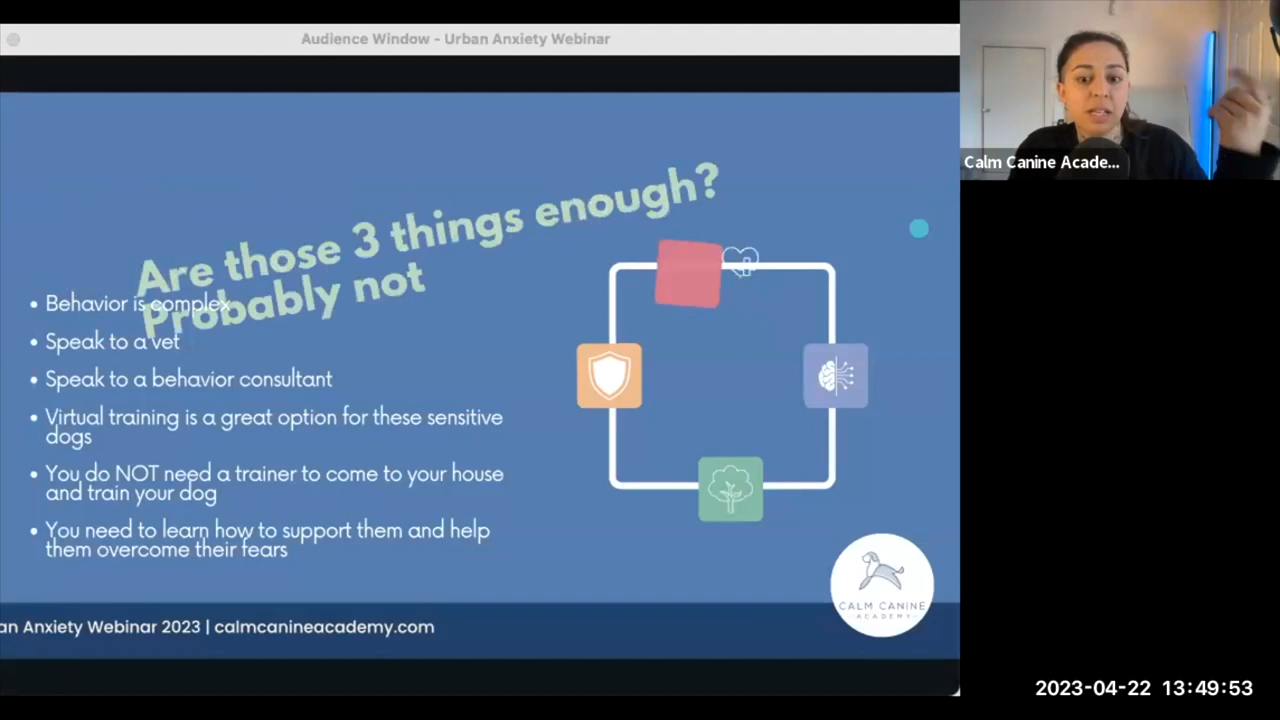 Audience Window - Urban Anxiety Webinar
Calm Canine Acade...
Are those 3 things enough?
Probably not
• Behavior is complex
• Speak to a vet
• Speak to a behavior consultant
• Virtual training is a great option for these sensitive
dogs
• You do NOT need a trainer to come to your house
and train your dog
• You need to learn how to support them and help
them overcome their fears
CALM CANINE
ACADEMY
an Anxiety Webinar 2023 | calmcanineacademy.com
2023-04-22 13:49:53